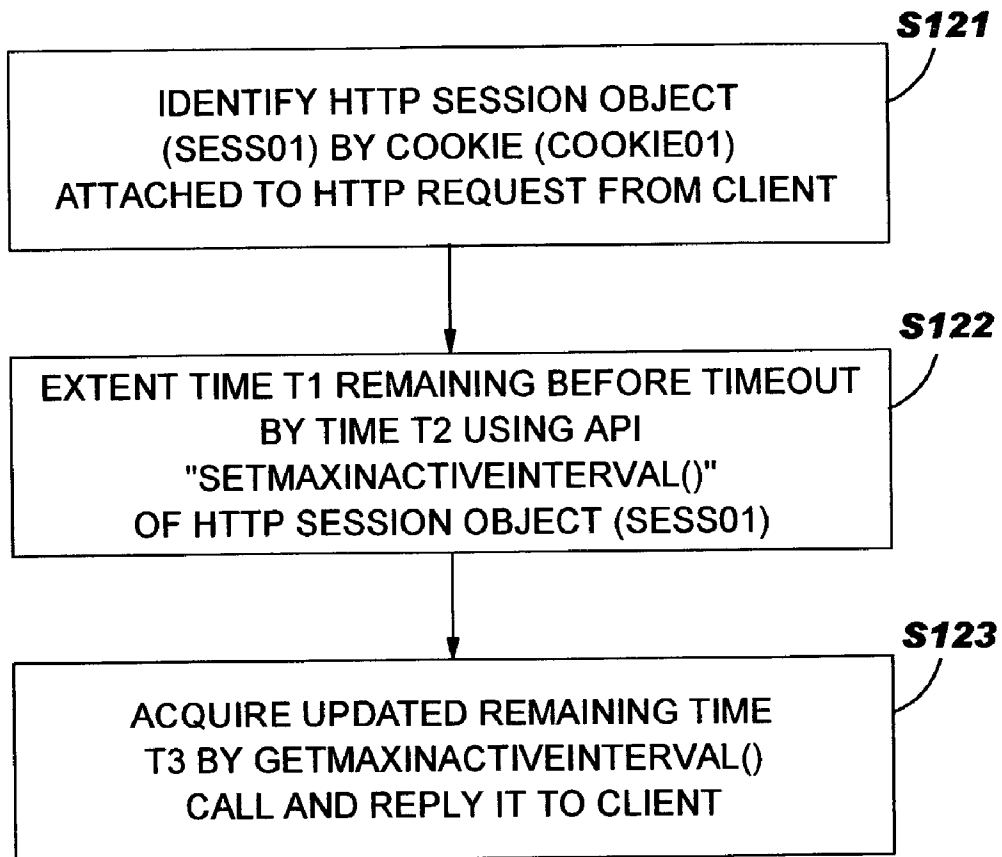 S121
IDENTIFY HTTP SESSION OBJECT
(SESS01) BY COOKIE (COOKIE01)
ATTACHED TO HTTP REQUEST FROM CLIENT
S122
EXTENT TIME T1 REMAINING BEFORE TIMEOUT
BY TIME T2 USING API
"SETMAXINACTIVEINTERVAL()"
OF HTTP SESSION OBJECT (SESS01)
S123
ACQUIRE UPDATED REMAINING TIME
T3 BY GETMAXINACTIVEINTERVAL()
CALL AND REPLY IT TO CLIENT